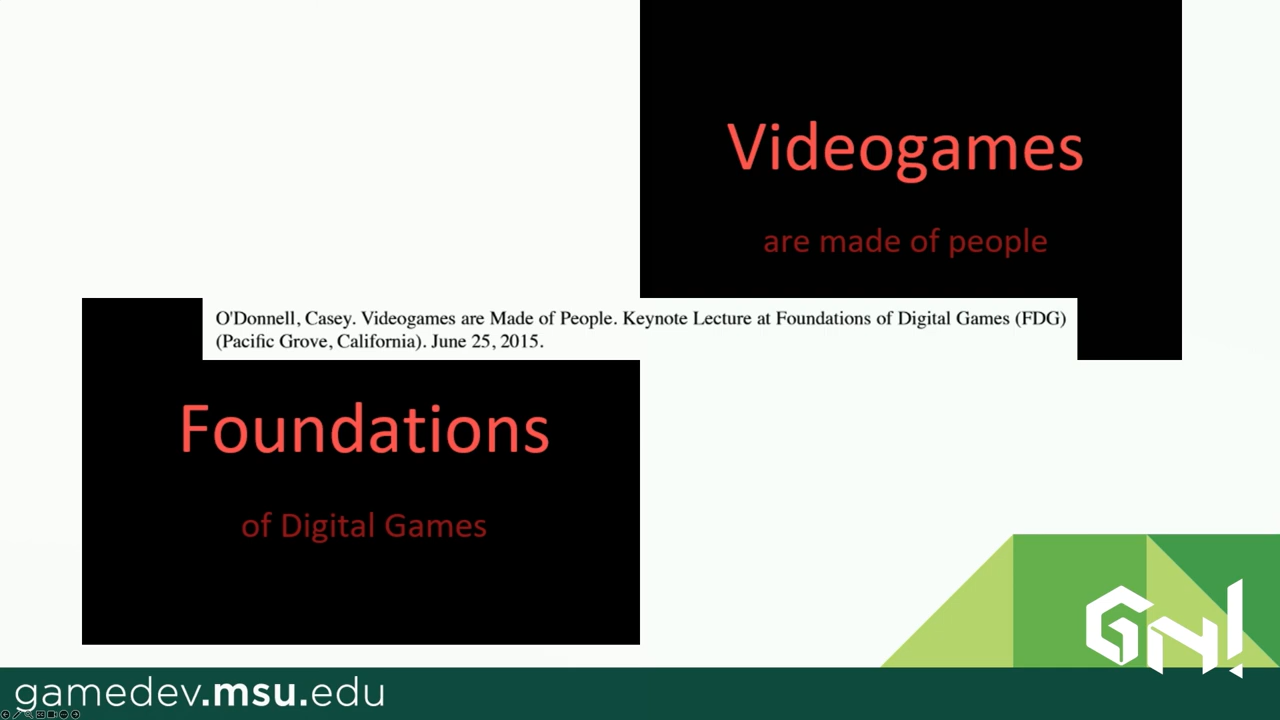 Videogames
are made of people
O'Donnell, Casey. Videogames are Made of People. Keynote Lecture at Foundations of Digital Games (FDG)
(Pacific Grove, California). June 25, 2015.
Foundations
of Digital Games
GN!
gamedev.msu.edu